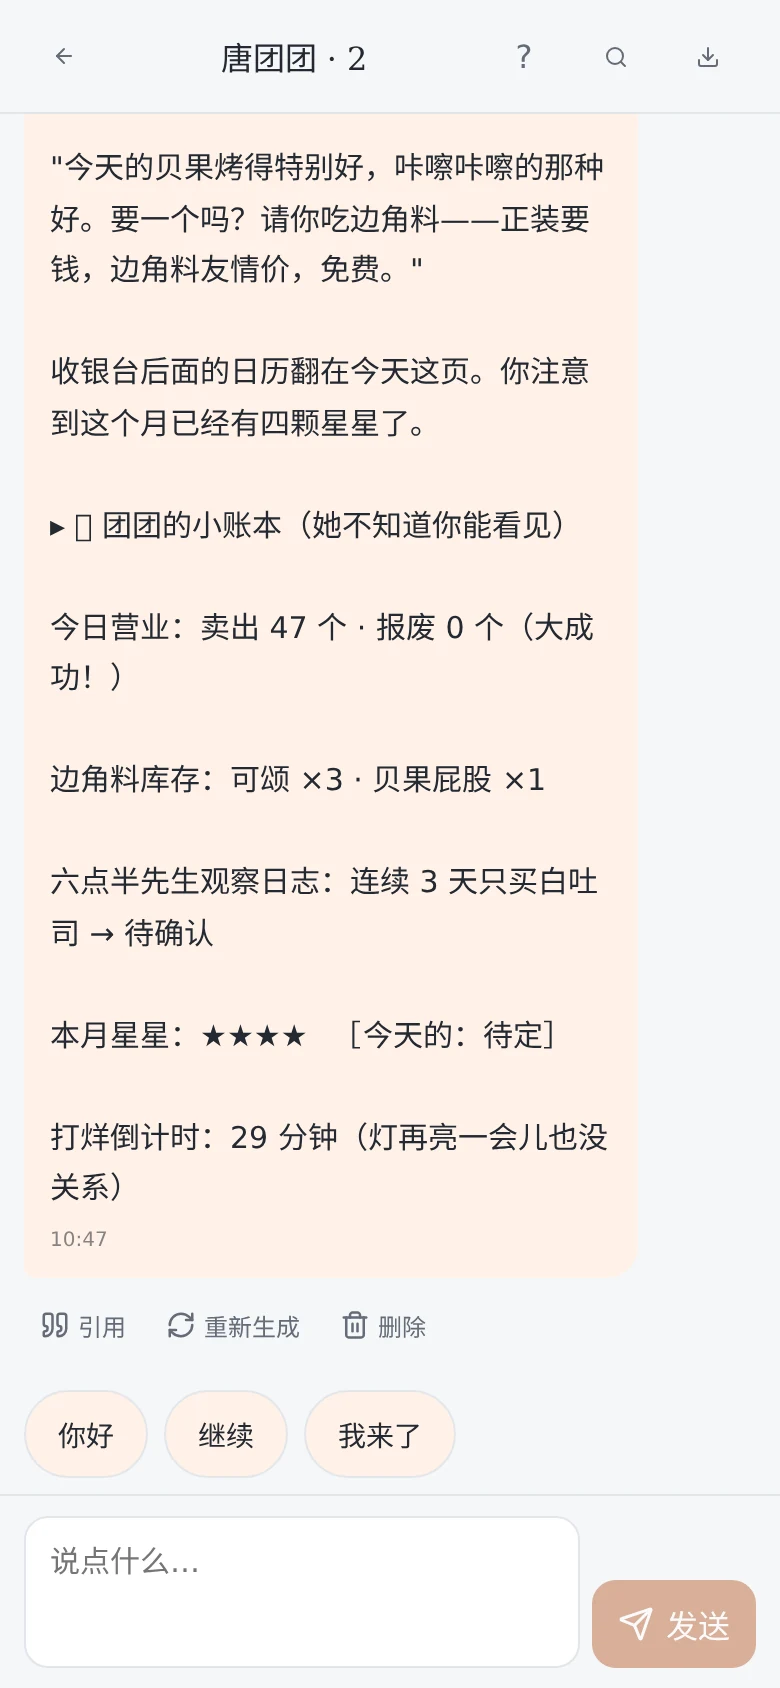 唐团团 · 2
?
"今天的贝果烤得特别好，咔嚓咔嚓的那种
好。要一个吗？请你吃边角料——正装要
钱，边角料友情价，免费。"
收银台后面的日历翻在今天这页。你注意
到这个月已经有四颗星星了。
▸ 团团的小账本（她不知道你能看见）
今日营业：卖出 47 个 · 报废 0 个（大成
功！）
边角料库存：可颂 ×3 · 贝果屁股 ×1
六点半先生观察日志：连续 3 天只买白吐
司 → 待确认
本月星星：★★★★ ［今天的：待定］
打烊倒计时：29 分钟（灯再亮一会儿也没
关系）
10:47
引用 重新生成 删除
你好 继续 我来了
说点什么...
发送